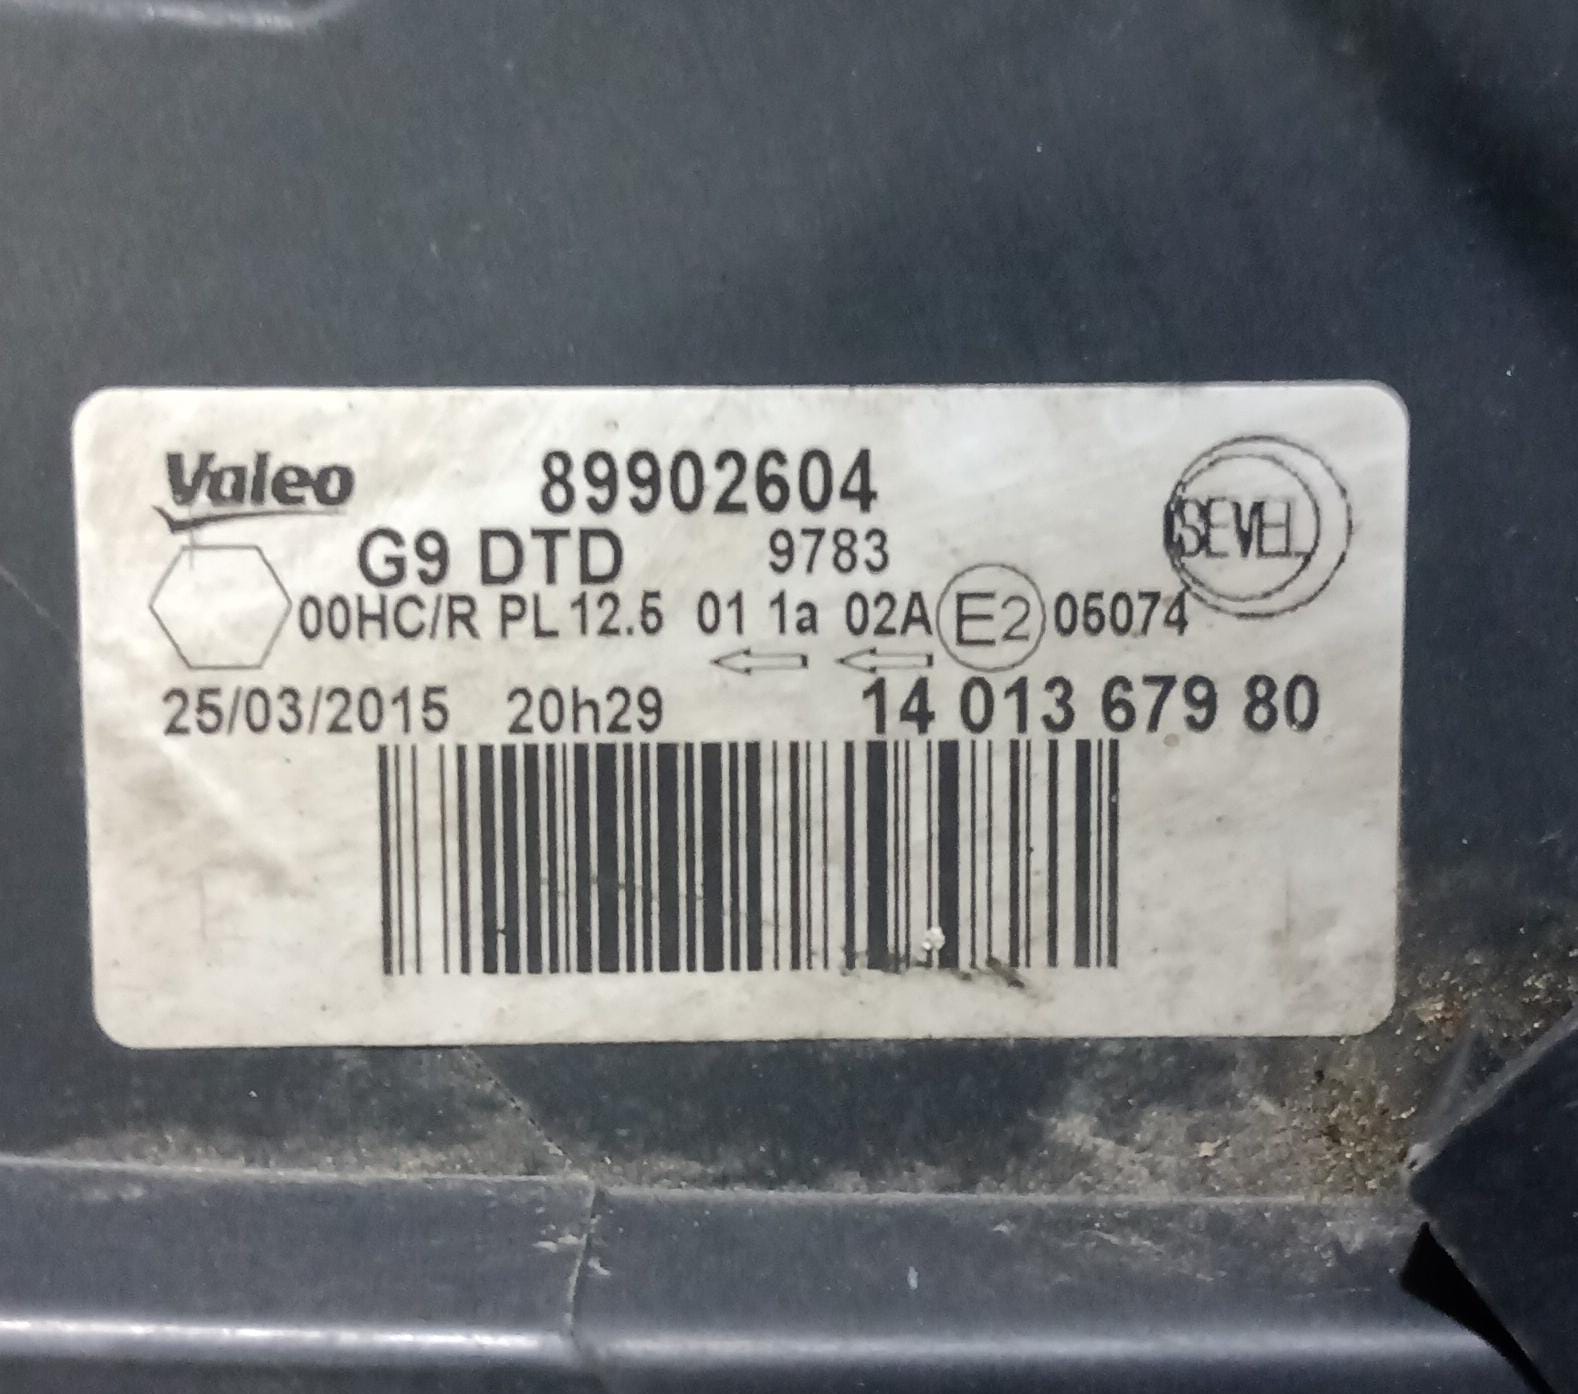 Valeo 89902604 SEVEL
G9 DTD 9783
00HC/R PL 12.5 01 1a 02A E2 05074
25/03/2015 20h29 14 013 679 80